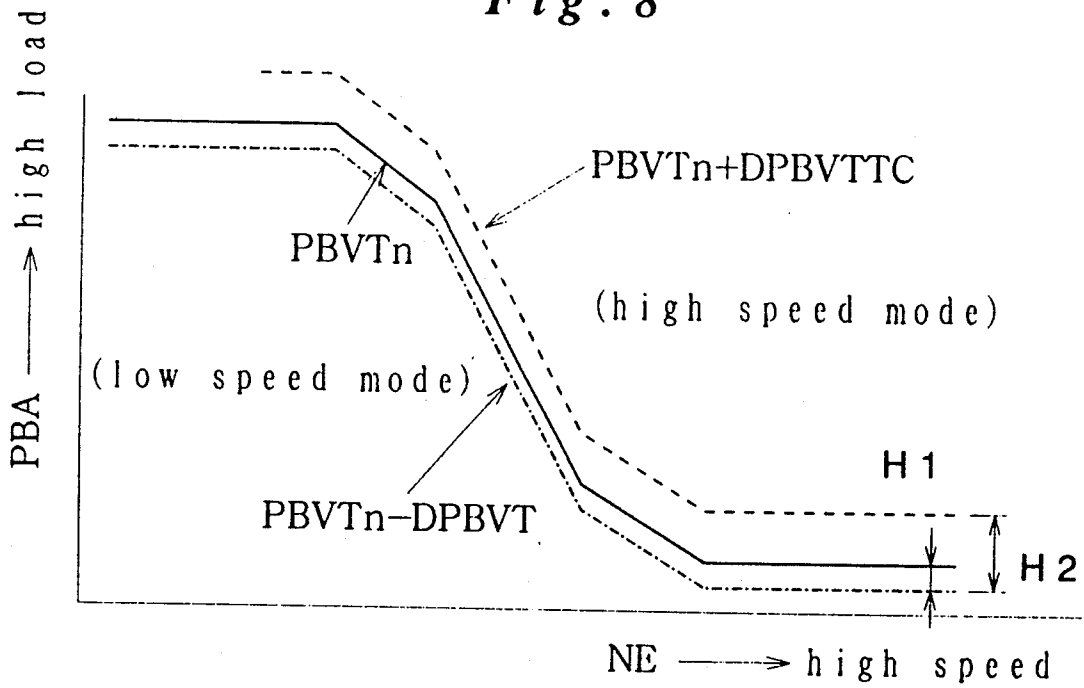 Fig. 8
PBA → high load
PBVTn+DPBVTTC
PBVTn
(high speed mode)
(low speed mode)
H1
PBVTn-DPBVT
H2
NE → high speed